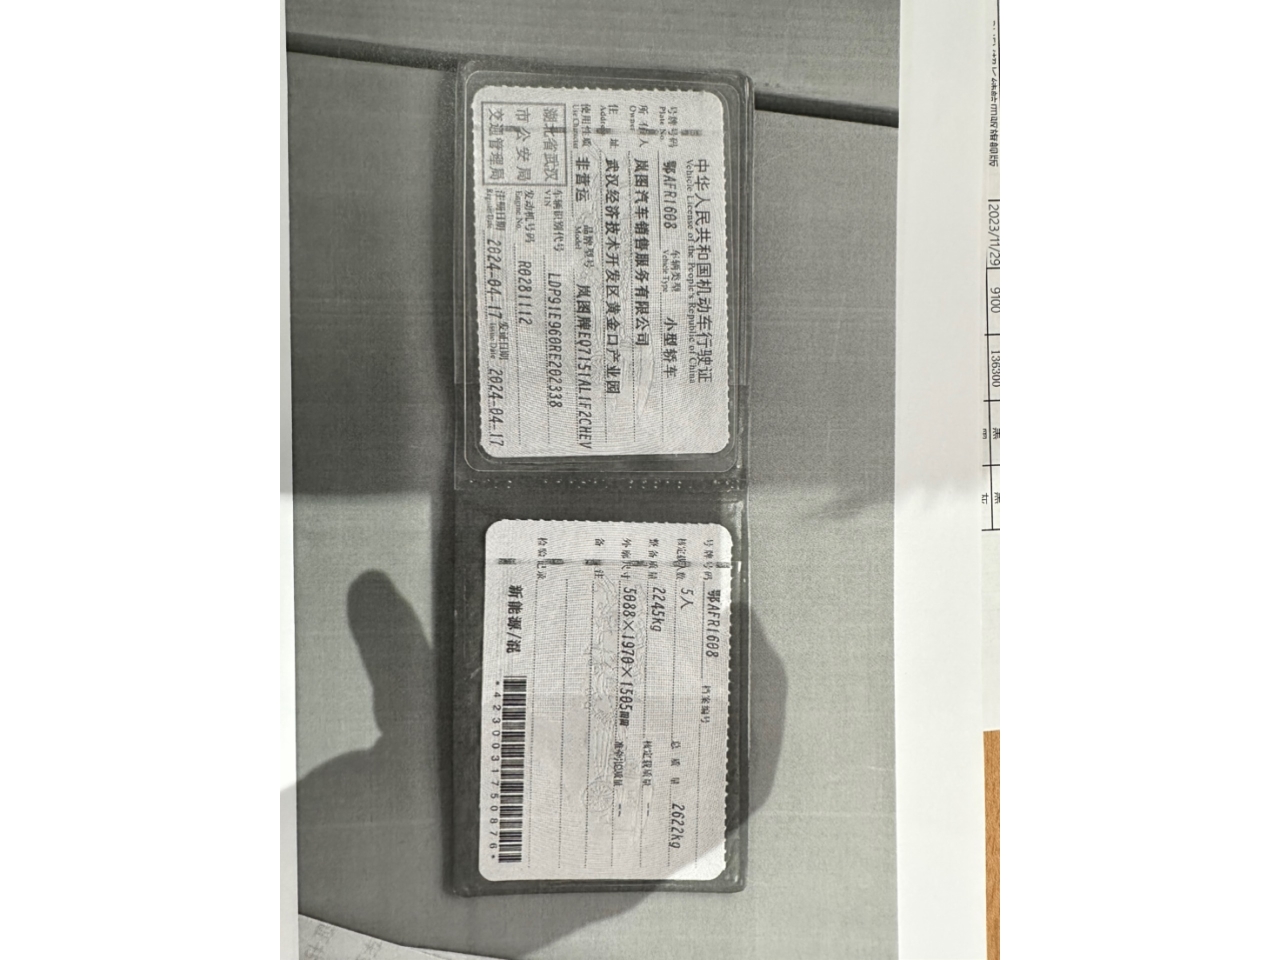 中华人民共和国机动车行驶证
Vehicle License of the People's Republic of China
号牌号码 鄂AFR1608 车辆类型 小型轿车
Plate No. Vehicle Type
所有人 岚图汽车销售服务有限公司
Owner
住址 武汉经济技术开发区黄金口产业园
Address
使用性质 非营运 品牌型号 岚图牌EQ7151AL1F2CHEV
Use Character Model
湖北省武汉
市公安局
交通管理局
车辆识别代号 LDP91E960RE202338
VIN
发动机号码 R0281112
Engine No.
注册日期 2024-04-17 发证日期 2024-04-17
Register Date Issue Date
号牌号码 鄂AFR1608 档案编号
核定载人数 5人 总质量 2622kg
整备质量 2245kg 核定载质量 --
外廓尺寸 5088×1970×1505mm 准牵引总质量 --
备注
检验记录
新能源/混
*4230031750876*
2023/11/29 9100 136300 黑 黑